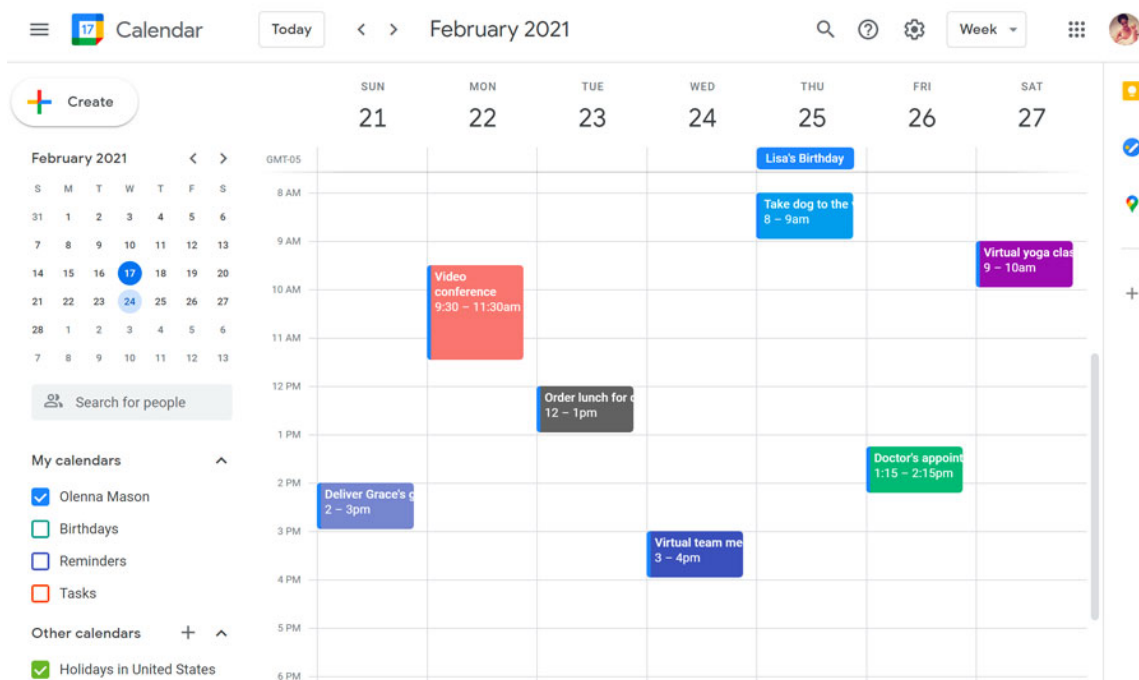 17 Calendar Today February 2021 Week
Create
February 2021
S M T W T F S
31 1 2 3 4 5 6
7 8 9 10 11 12 13
14 15 16 17 18 19 20
21 22 23 24 25 26 27
28 1 2 3 4 5 6
7 8 9 10 11 12 13
Search for people
My calendars
Olenna Mason
Birthdays
Reminders
Tasks
Other calendars
Holidays in United States
SUN MON TUE WED THU FRI SAT
21 22 23 24 25 26 27
GMT-05
Lisa's Birthday
8 AM
Take dog to the
8 – 9am
9 AM
Virtual yoga clas
9 – 10am
Video
conference
9:30 – 11:30am
10 AM
11 AM
12 PM
Order lunch for
12 – 1pm
1 PM
Doctor's appoint
1:15 – 2:15pm
2 PM
Deliver Grace's g
2 – 3pm
3 PM
Virtual team me
3 – 4pm
4 PM
5 PM
6 PM